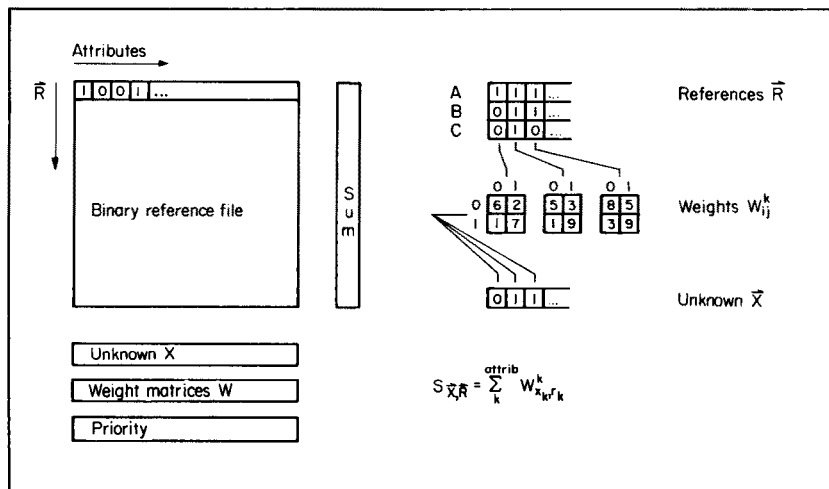 Attributes
R⃗
1 0 0 1 ...
Binary reference file
Sum
Unknown X
Weight matrices W
Priority
A 1 1 1 ... References R⃗
B 0 1 1 ...
C 0 1 0 ...
0 1 0 1 0 1
0 6 2 5 3 8 5 Weights W^k_ij
1 1 7 1 9 3 9
0 1 1 ... Unknown X⃗
S_X⃗,R⃗ = attrib ∑ k W^k_x_k,r_k